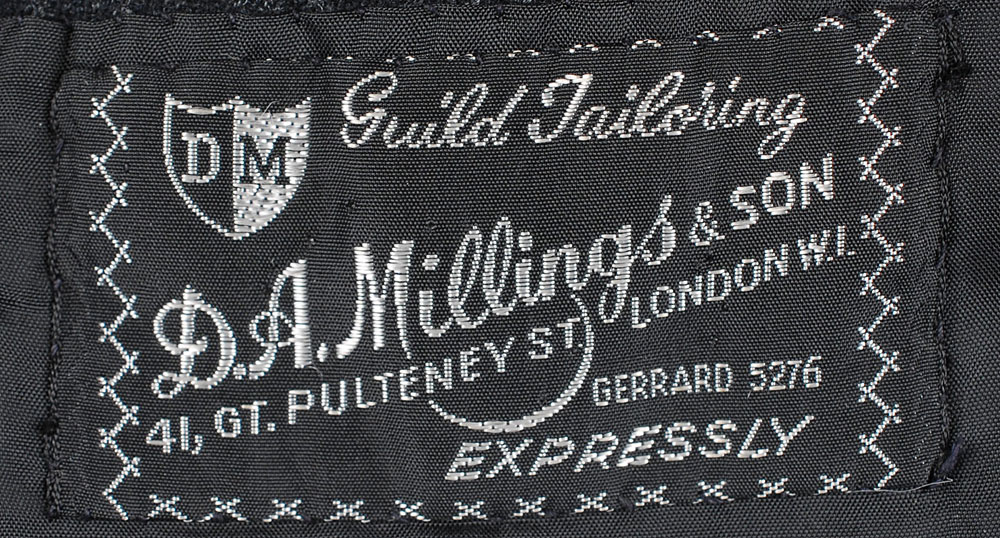 DM
Guild Tailoring
D.A. Millings & SON
41, GT. PULTENEY ST. LONDON W.1.
GERRARD 5276
EXPRESSLY